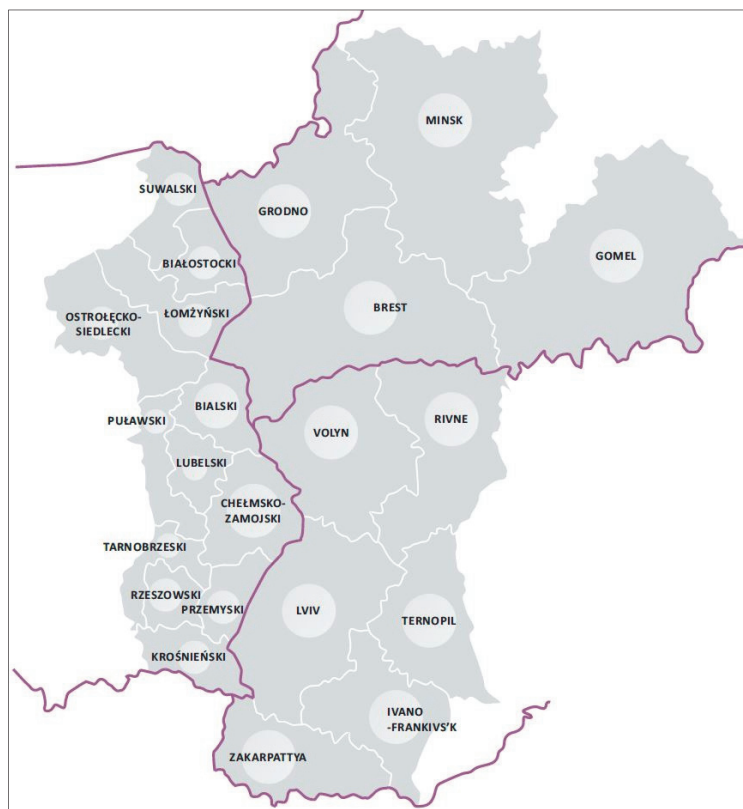 MINSK
SUWALSKI
GRODNO
GOMEL
BIAŁOSTOCKI
BREST
ŁOMŻYŃSKI
OSTROŁĘCKO-
SIEDLECKI
BIALSKI
PUŁAWSKI
VOLYN
RIVNE
LUBELSKI
CHEŁMSKO-
ZAMOJSKI
TARNOBRZESKI
RZESZOWSKI
PRZEMYSKI
LVIV
TERNOPIL
KROŚNIEŃSKI
IVANO
-FRANKIVS’K
ZAKARPATTYA